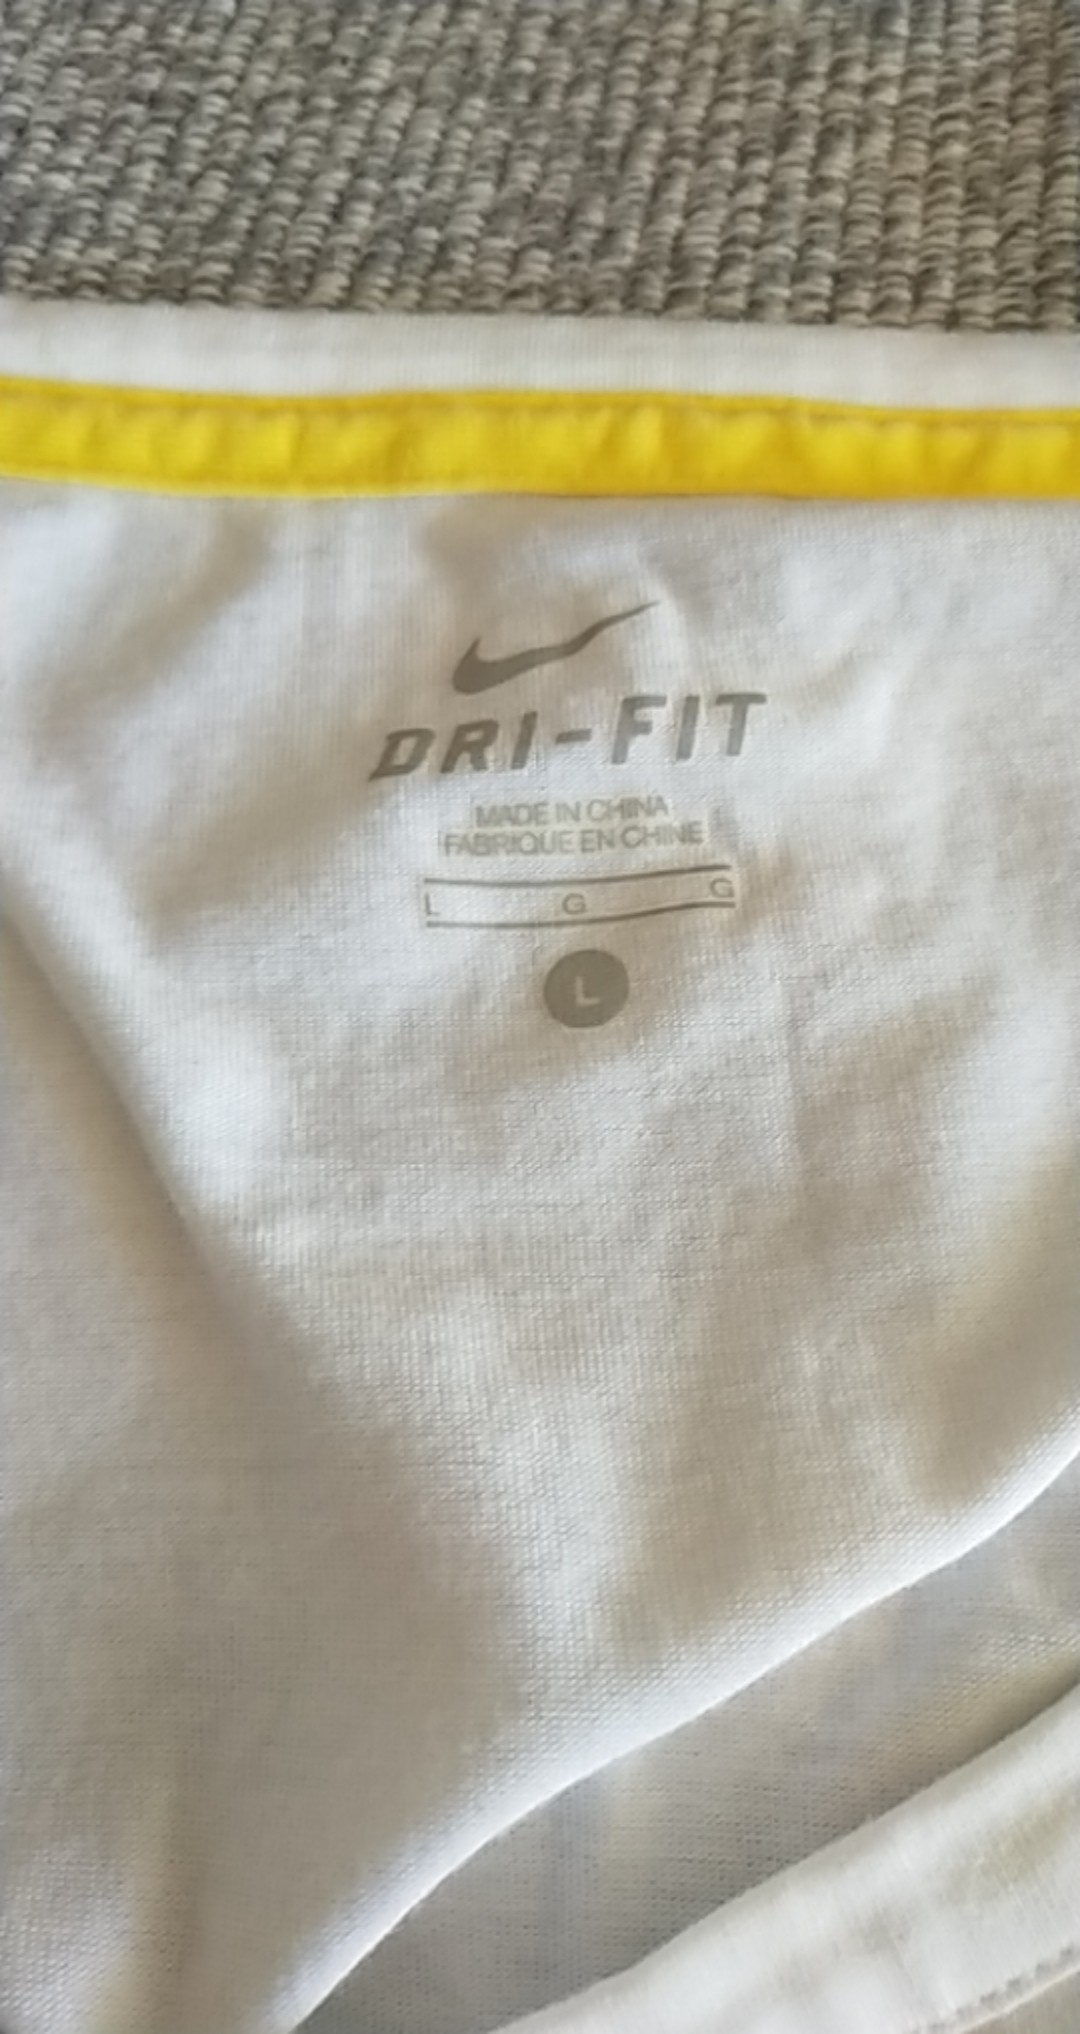 DRI-FIT
MADE IN CHINA
FABRIQUE EN CHINE
L G G
L